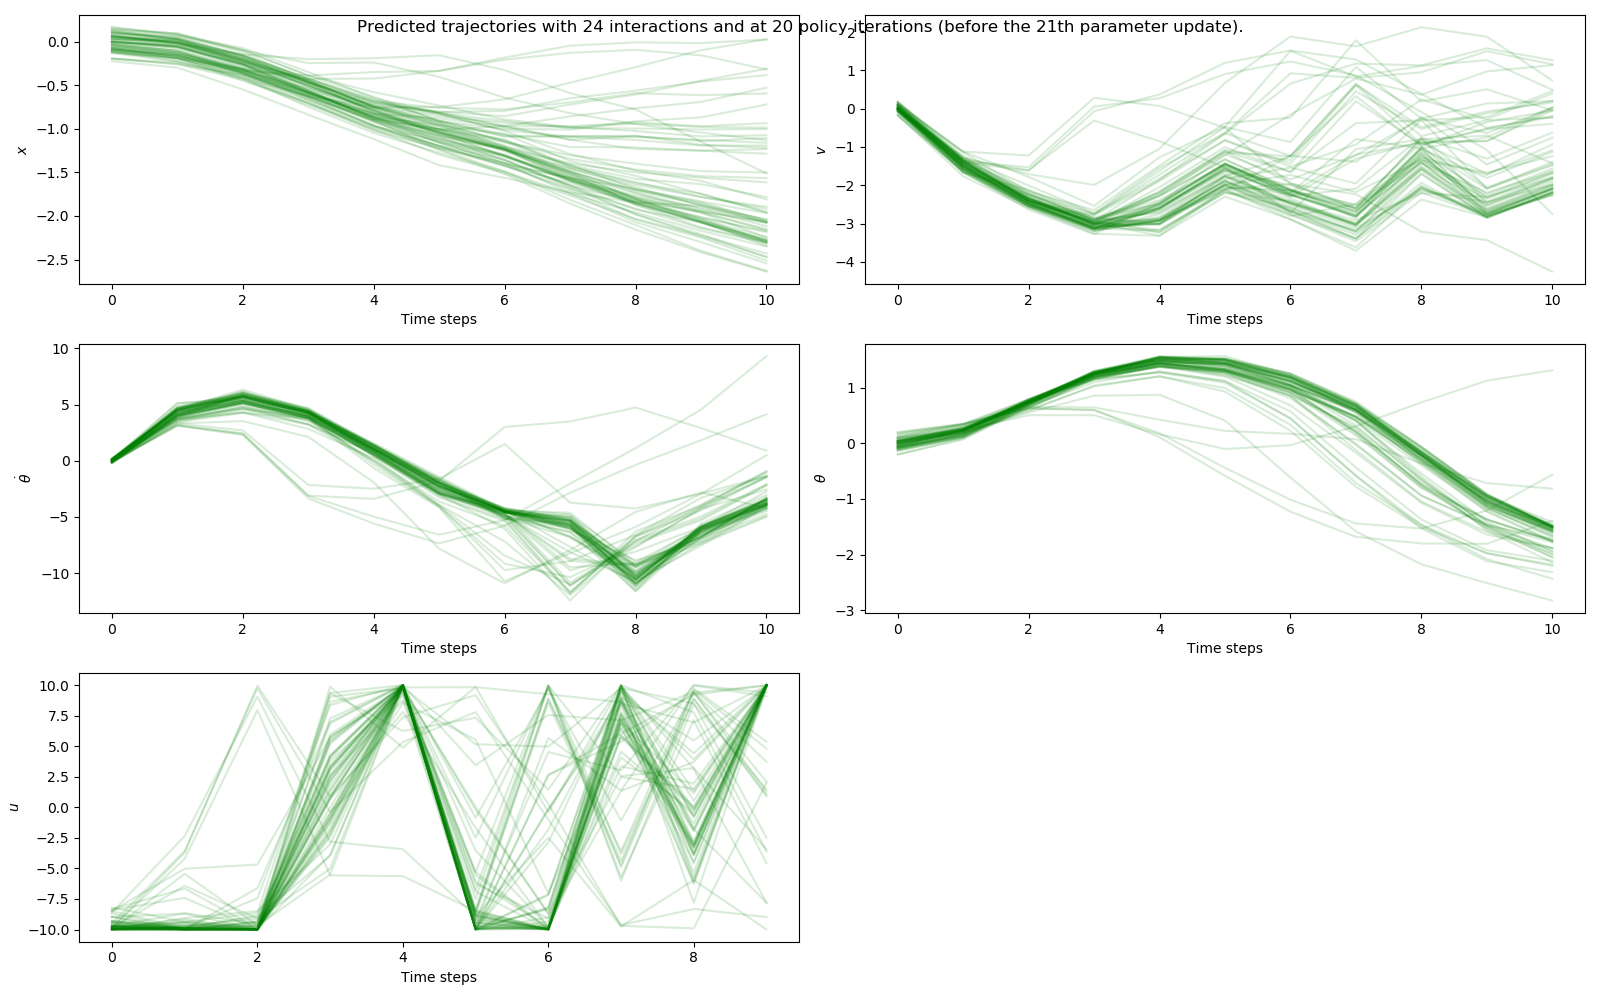 Predicted trajectories with 24 interactions and at 20 policy iterations (before the 21th parameter update).
0.0
−0.5
−1.0
−1.5
−2.0
−2.5
x
0 2 4 6 8 10
Time steps
2
1
0
−1
−2
−3
−4
v
0 2 4 6 8 10
Time steps
10
5
0
−5
−10
θ̇
0 2 4 6 8 10
Time steps
1
0
−1
−2
−3
θ
0 2 4 6 8 10
Time steps
10.0
7.5
5.0
2.5
0.0
−2.5
−5.0
−7.5
−10.0
u
0 2 4 6 8
Time steps